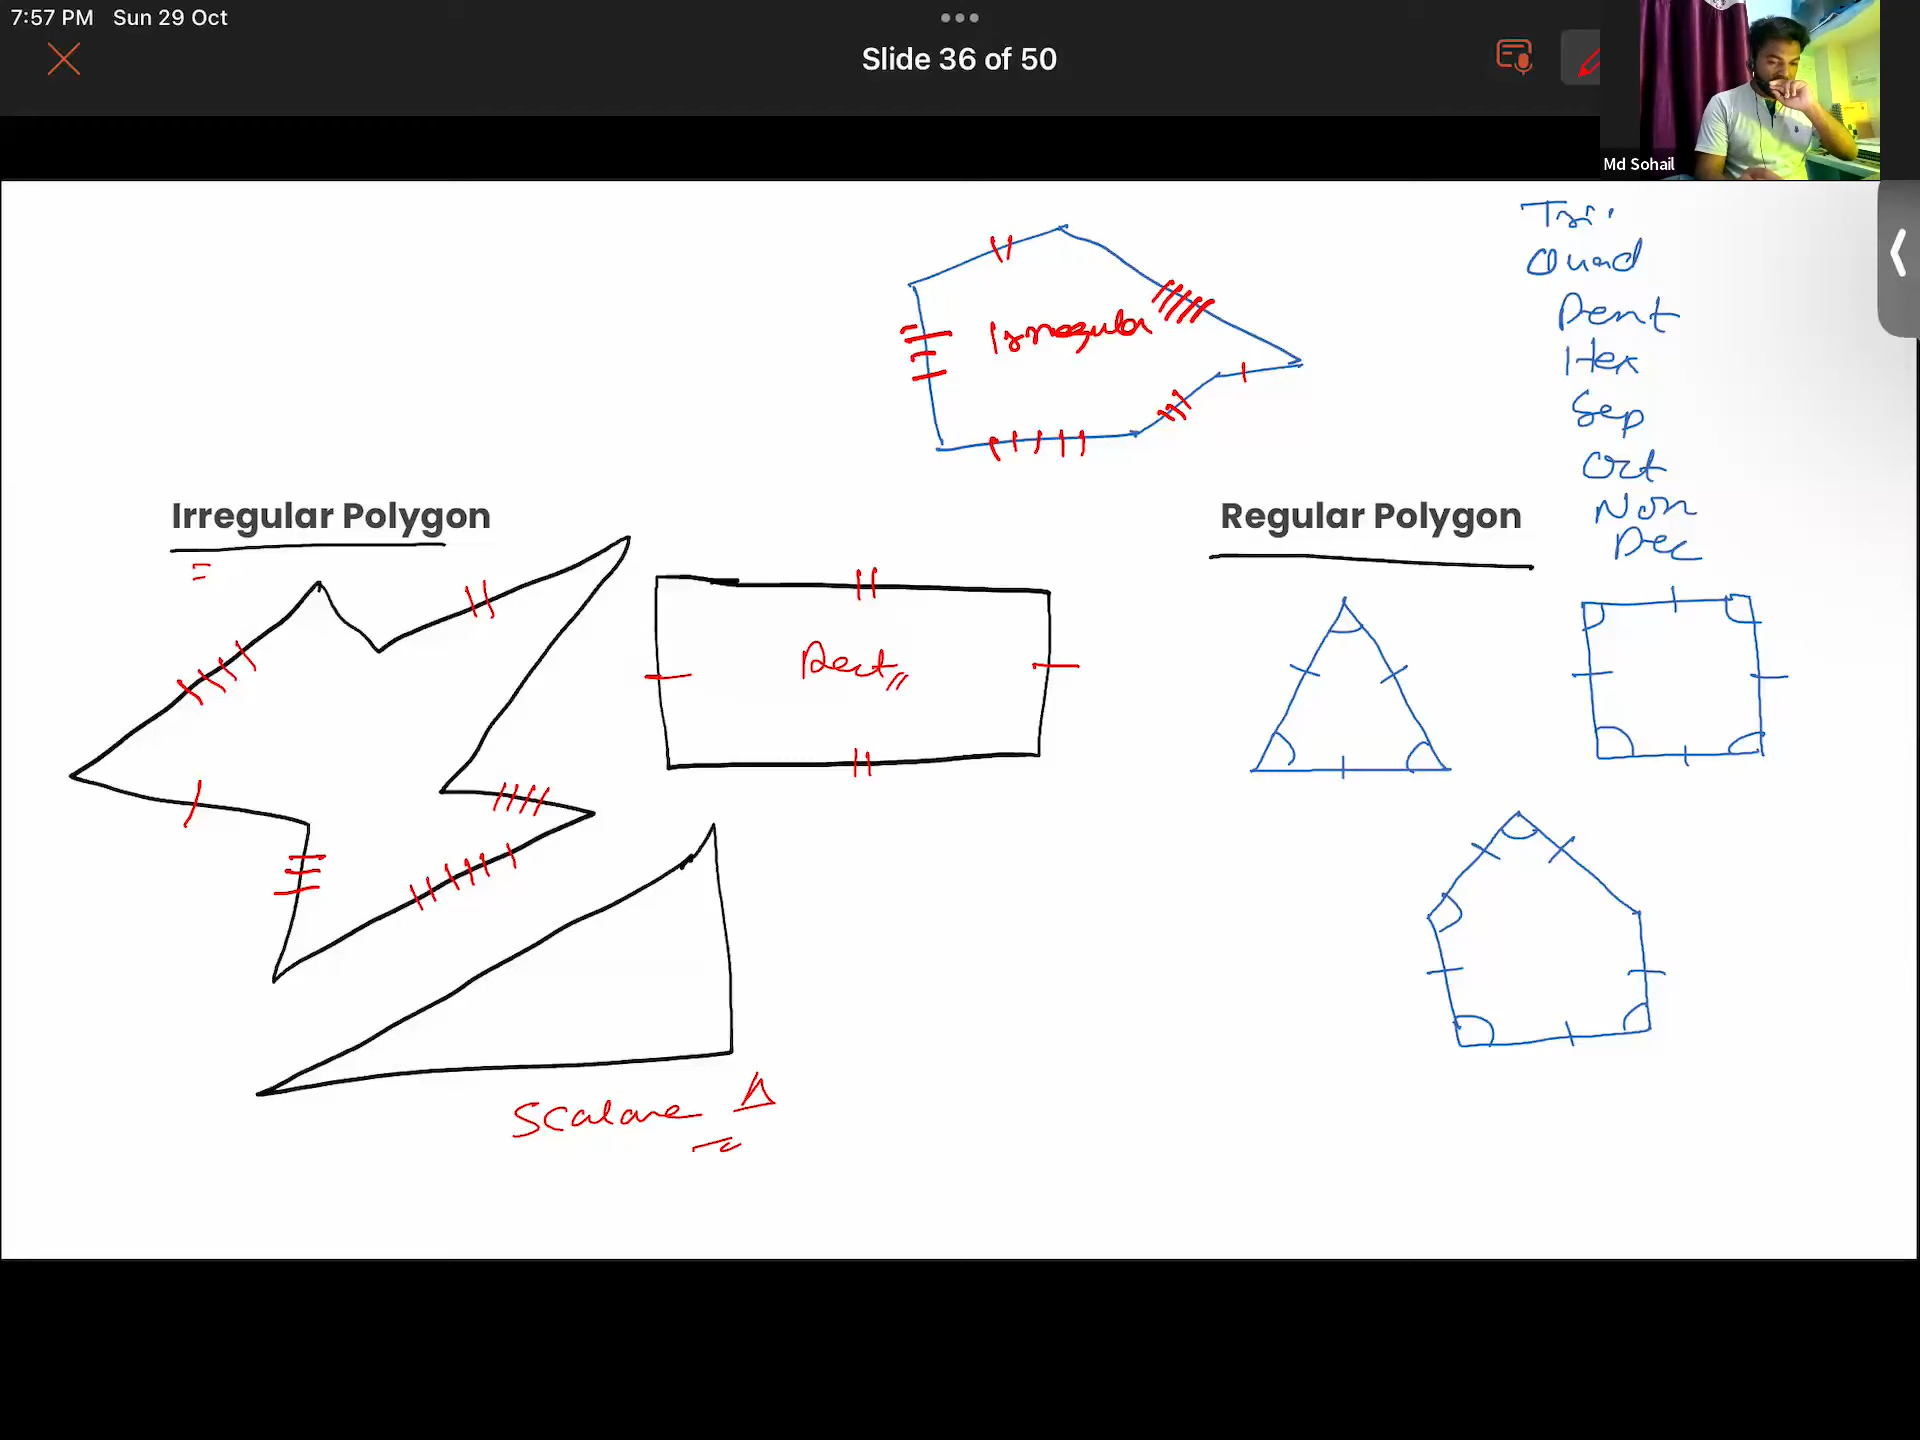 7:57 PM Sun 29 Oct
Slide 36 of 50
Md Sohail
Tri.
Quad
Pent
Hex
Sep
Oct
Non
Dec
Irregular
Irregular Polygon
Regular Polygon
Rect
Scalane Δ